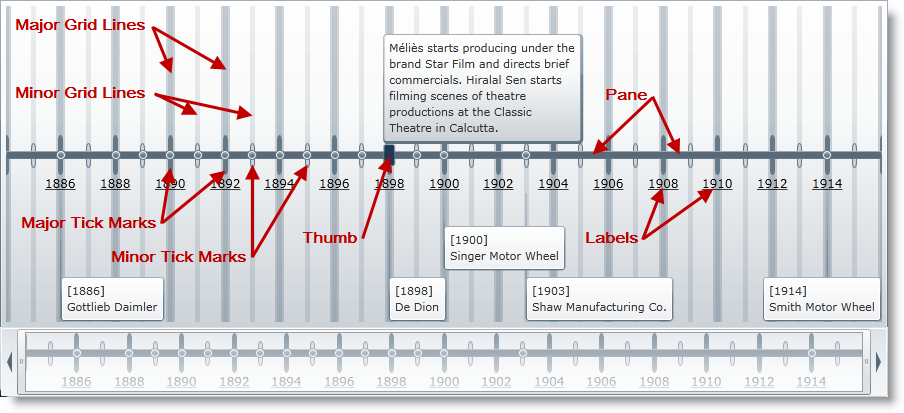 Major Grid Lines
Minor Grid Lines
Méliès starts producing under the
brand Star Film and directs brief
commercials. Hiralal Sen starts
filming scenes of theatre
productions at the Classic
Theatre in Calcutta.
Pane
1886 1888 1890 1892 1894 1896 1898 1900 1902 1904 1906 1908 1910 1912 1914
Major Tick Marks
Minor Tick Marks
Thumb
Labels
[1900]
Singer Motor Wheel
[1886]
Gottlieb Daimler
[1898]
De Dion
[1903]
Shaw Manufacturing Co.
[1914]
Smith Motor Wheel
1886 1888 1890 1892 1894 1896 1898 1900 1902 1904 1906 1908 1910 1912 1914